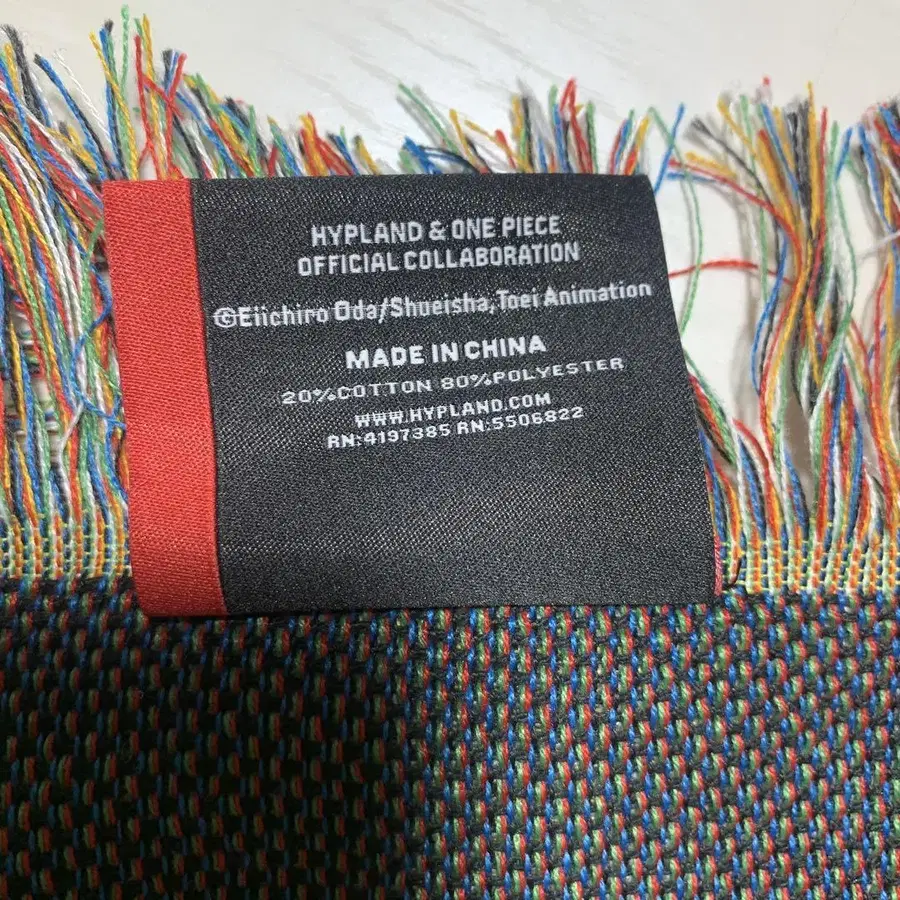 HYPLAND & ONE PIECE
OFFICIAL COLLABORATION
©Eiichiro Oda/Shueisha,Toei Animation
MADE IN CHINA
20%COTTON 80%POLYESTER
WWW.HYPLAND.COM
RN:4197385 RN:5506822